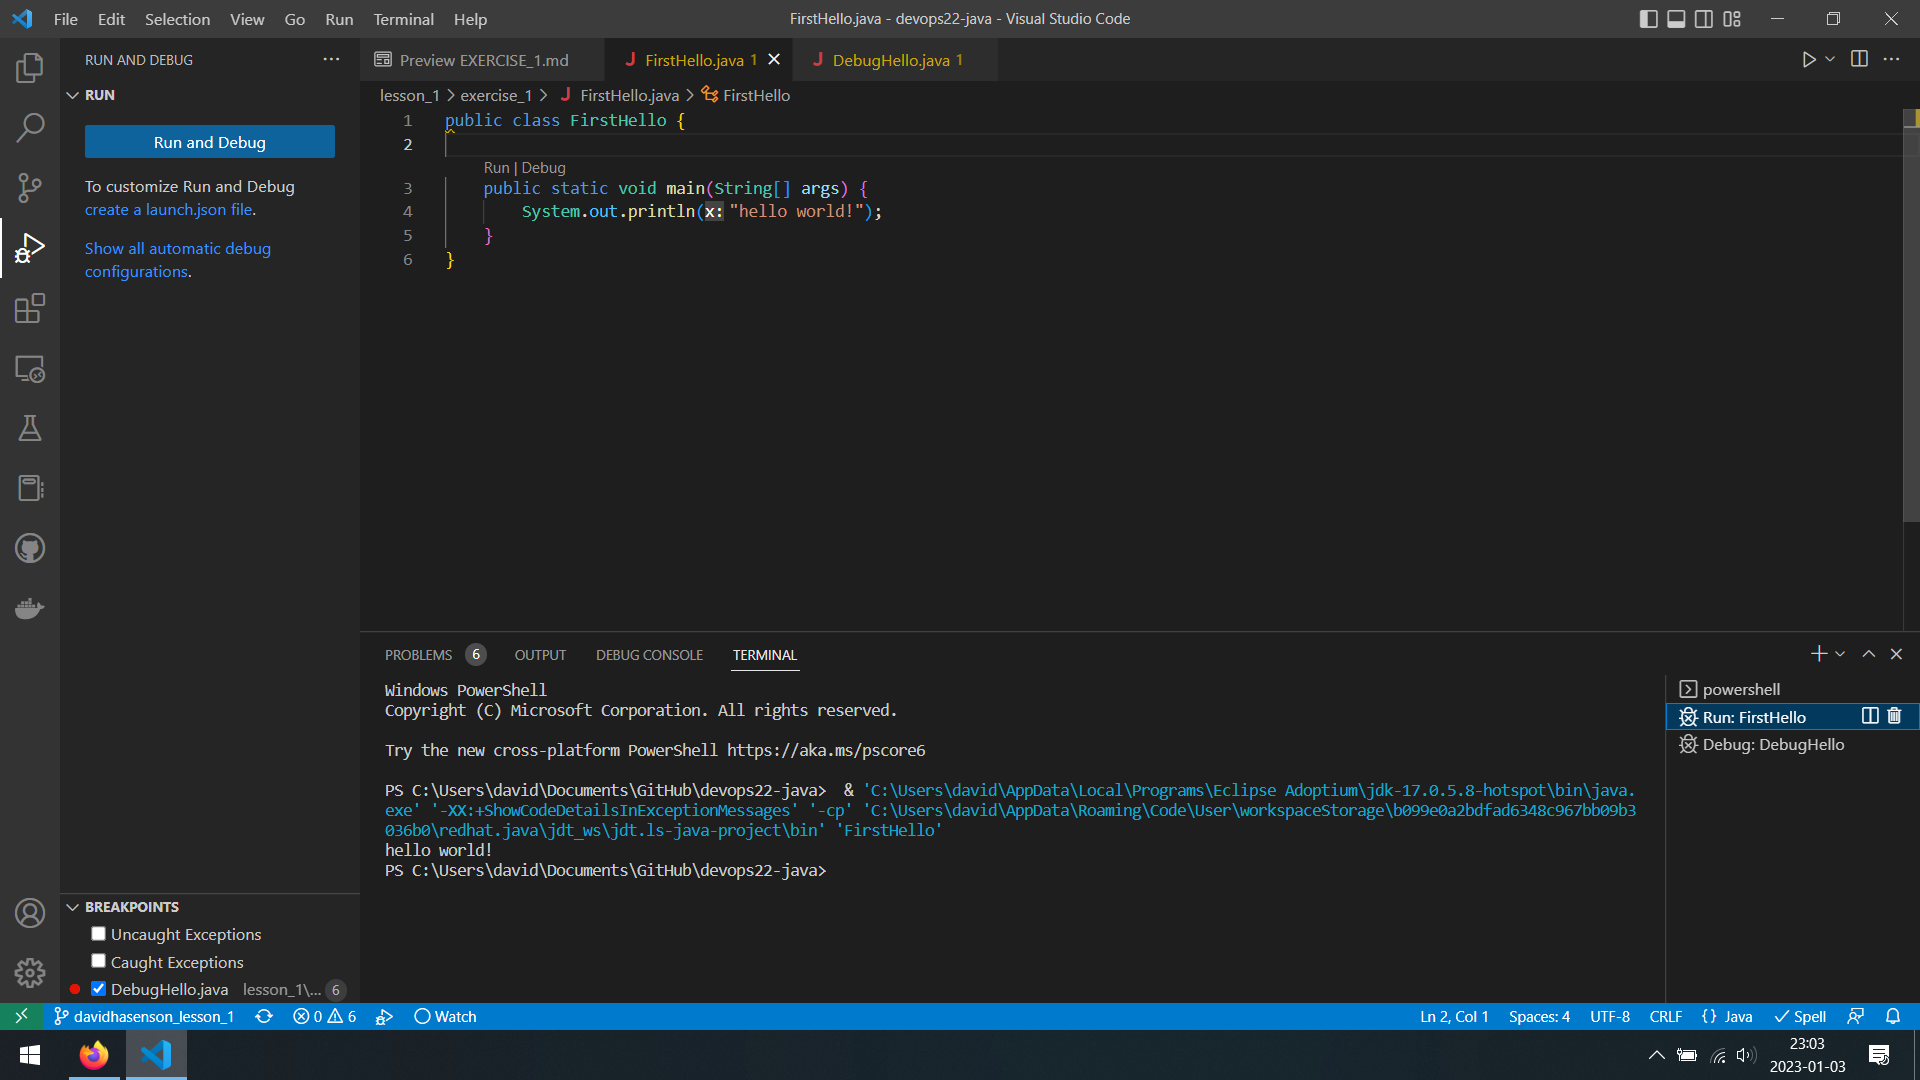 File Edit Selection View Go Run Terminal Help
FirstHello.java - devops22-java - Visual Studio Code
RUN AND DEBUG
RUN
Run and Debug
To customize Run and Debug
create a launch.json file.
Show all automatic debug
configurations.
Preview EXERCISE_1.md
FirstHello.java 1
DebugHello.java 1
lesson_1 > exercise_1 > FirstHello.java > FirstHello
1 public class FirstHello {
2
Run | Debug
3 public static void main(String[] args) {
4 System.out.println(x: "hello world!");
5 }
6 }
PROBLEMS 6 OUTPUT DEBUG CONSOLE TERMINAL
Windows PowerShell
Copyright (C) Microsoft Corporation. All rights reserved.
Try the new cross-platform PowerShell https://aka.ms/pscore6
PS C:\Users\david\Documents\GitHub\devops22-java>  & 'C:\Users\david\AppData\Local\Programs\Eclipse Adoptium\jdk-17.0.5.8-hotspot\bin\java.
exe' '-XX:+ShowCodeDetailsInExceptionMessages' '-cp' 'C:\Users\david\AppData\Roaming\Code\User\workspaceStorage\b099e0a2bdfad6348c967bb09b3
036b0\redhat.java\jdt_ws\jdt.ls-java-project\bin' 'FirstHello'
hello world!
PS C:\Users\david\Documents\GitHub\devops22-java>
powershell
Run: FirstHello
Debug: DebugHello
BREAKPOINTS
Uncaught Exceptions
Caught Exceptions
DebugHello.java lesson_1\... 6
davidhasenson_lesson_1 0 6 Watch
Ln 2, Col 1 Spaces: 4 UTF-8 CRLF {} Java Spell
23:03
2023-01-03